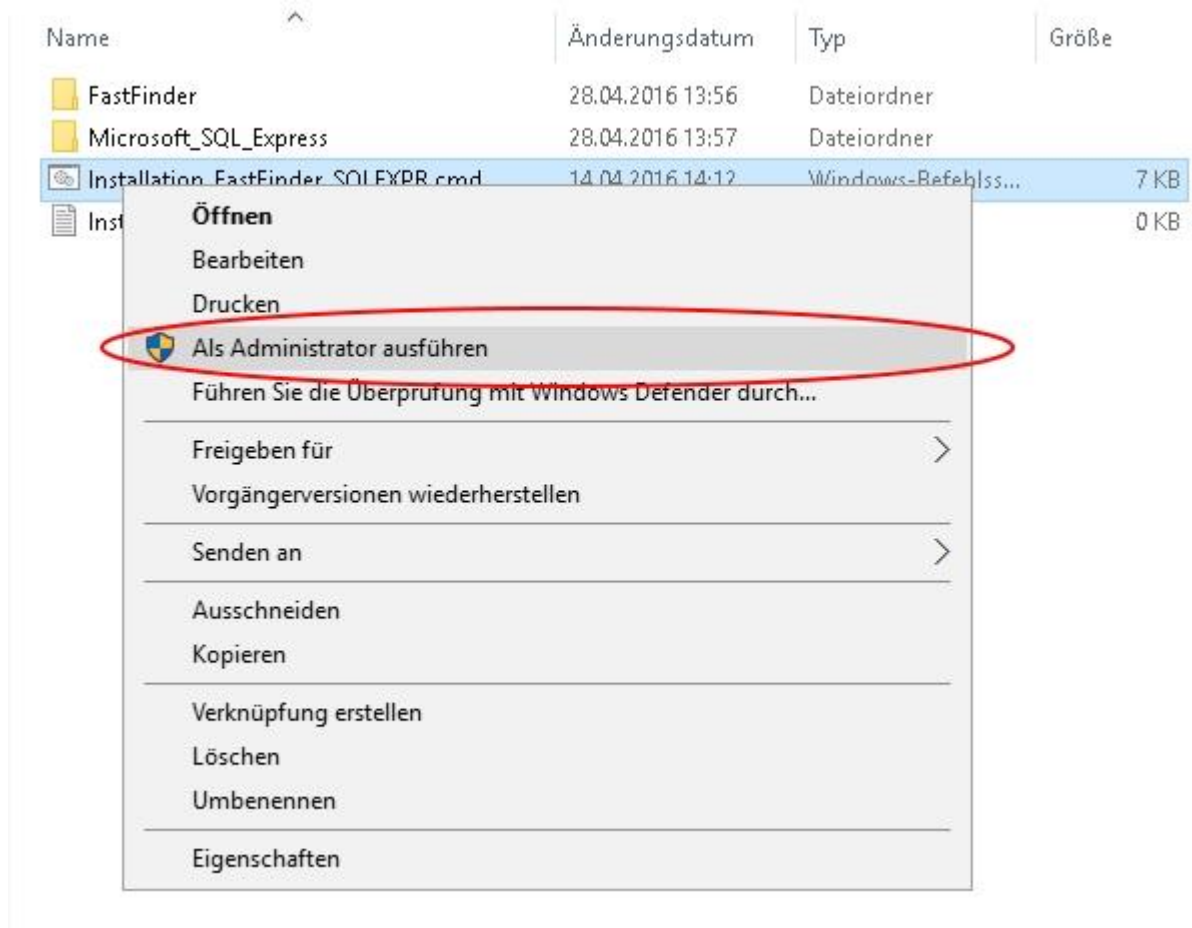 Name Änderungsdatum Typ Größe
FastFinder 28.04.2016 13:56 Dateiordner
Microsoft_SQL_Express 28.04.2016 13:57 Dateiordner
Installation_FastFinder_SQLEXPR.cmd 14.04.2016 14:12 Windows-Befehlss... 7 KB
Inst 0 KB
Öffnen
Bearbeiten
Drucken
Als Administrator ausführen
Führen Sie die Überprüfung mit Windows Defender durch...
Freigeben für
Vorgängerversionen wiederherstellen
Senden an
Ausschneiden
Kopieren
Verknüpfung erstellen
Löschen
Umbenennen
Eigenschaften